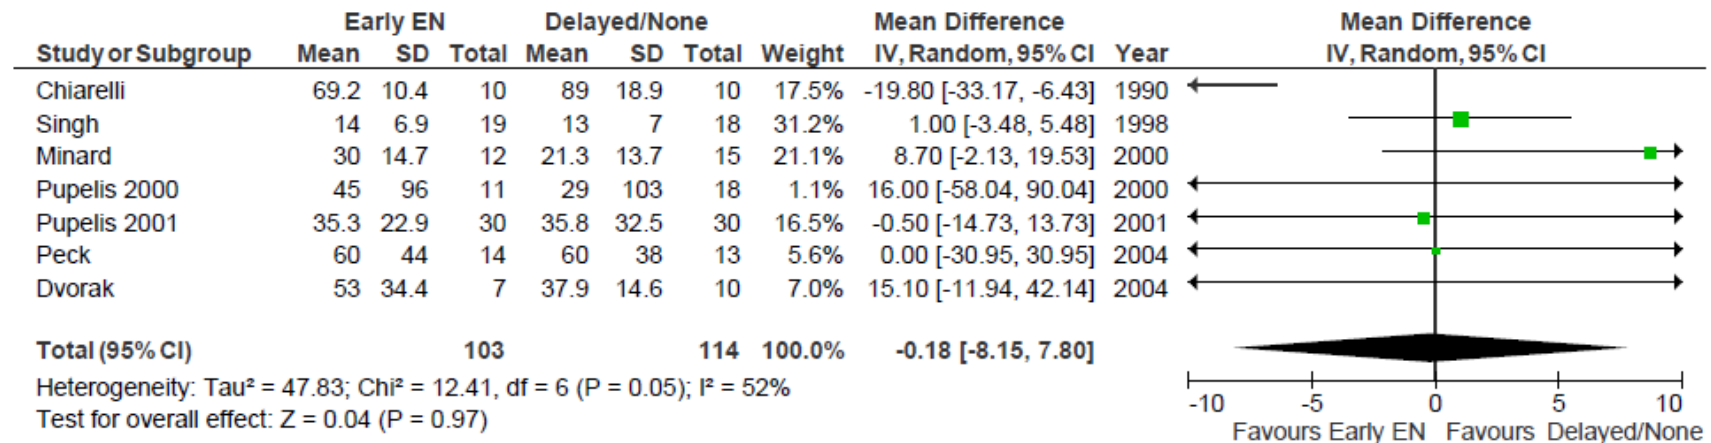 Early EN Delayed/None Mean Difference Mean Difference
Study or Subgroup Mean SD Total Mean SD Total Weight IV, Random, 95% CI Year IV, Random, 95% CI
Chiarelli 69.2 10.4 10 89 18.9 10 17.5% -19.80 [-33.17, -6.43] 1990
Singh 14 6.9 19 13 7 18 31.2% 1.00 [-3.48, 5.48] 1998
Minard 30 14.7 12 21.3 13.7 15 21.1% 8.70 [-2.13, 19.53] 2000
Pupelis 2000 45 96 11 29 103 18 1.1% 16.00 [-58.04, 90.04] 2000
Pupelis 2001 35.3 22.9 30 35.8 32.5 30 16.5% -0.50 [-14.73, 13.73] 2001
Peck 60 44 14 60 38 13 5.6% 0.00 [-30.95, 30.95] 2004
Dvorak 53 34.4 7 37.9 14.6 10 7.0% 15.10 [-11.94, 42.14] 2004
Total (95% CI) 103 114 100.0% -0.18 [-8.15, 7.80]
Heterogeneity: Tau² = 47.83; Chi² = 12.41, df = 6 (P = 0.05); I² = 52%
Test for overall effect: Z = 0.04 (P = 0.97)
-10 -5 0 5 10
Favours Early EN Favours Delayed/None